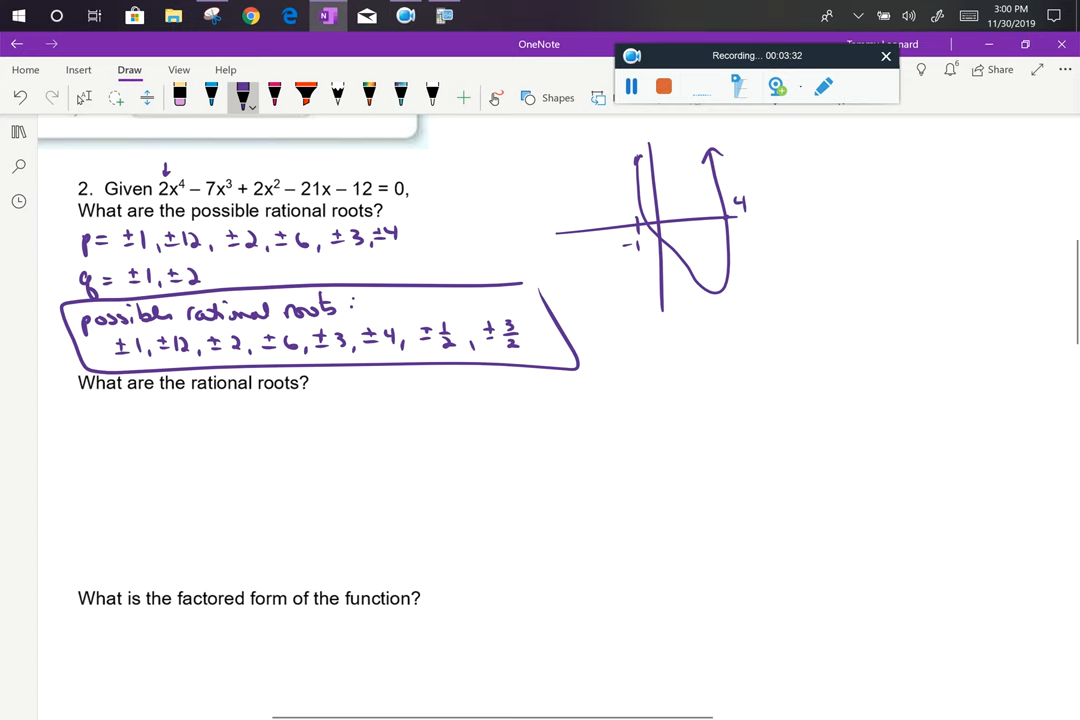 3:00 PM
11/30/2019
OneNote
Tommy Leonard
Recording... 00:03:32
Home Insert Draw View Help
Shapes
6
Share
2. Given 2x⁴ – 7x³ + 2x² – 21x – 12 = 0,
What are the possible rational roots?
p = ±1, ±12, ±2, ±6, ±3, ±4
q = ±1, ±2
possible rational roots:
±1, ±12, ±2, ±6, ±3, ±4, ±1/2, ±3/2
4
-1
What are the rational roots?
What is the factored form of the function?